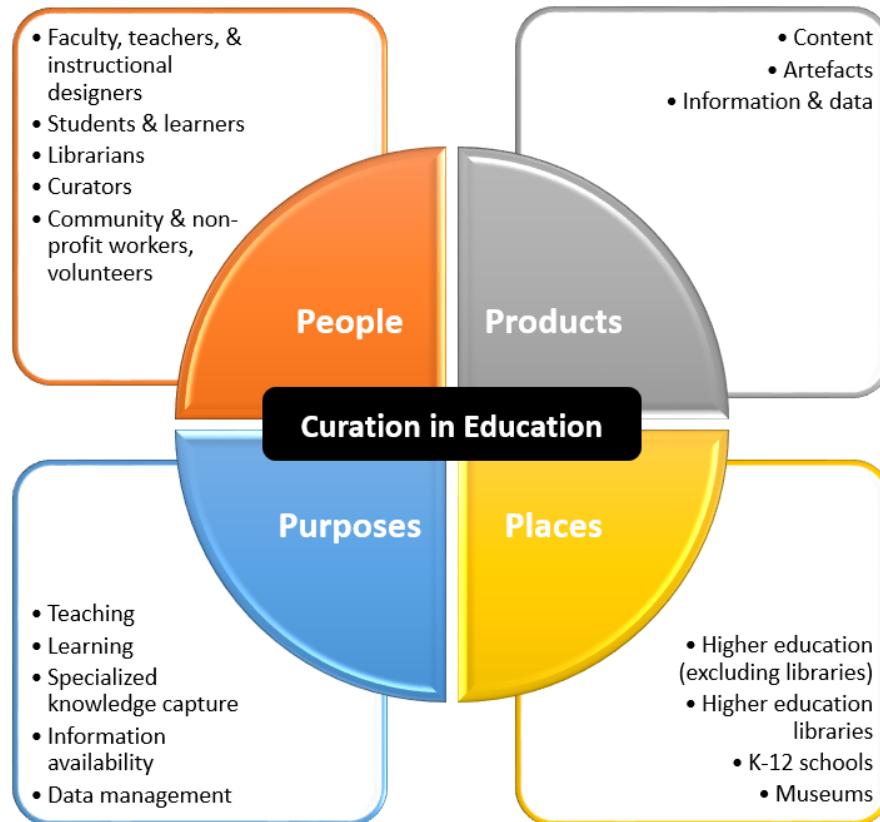 • Faculty, teachers, &
instructional
designers
• Students & learners
• Librarians
• Curators
• Community & non-
profit workers,
volunteers
• Content
• Artefacts
• Information & data
People
Products
Curation in Education
Purposes
Places
• Teaching
• Learning
• Specialized
knowledge capture
• Information
availability
• Data management
• Higher education
(excluding libraries)
• Higher education
libraries
• K-12 schools
• Museums